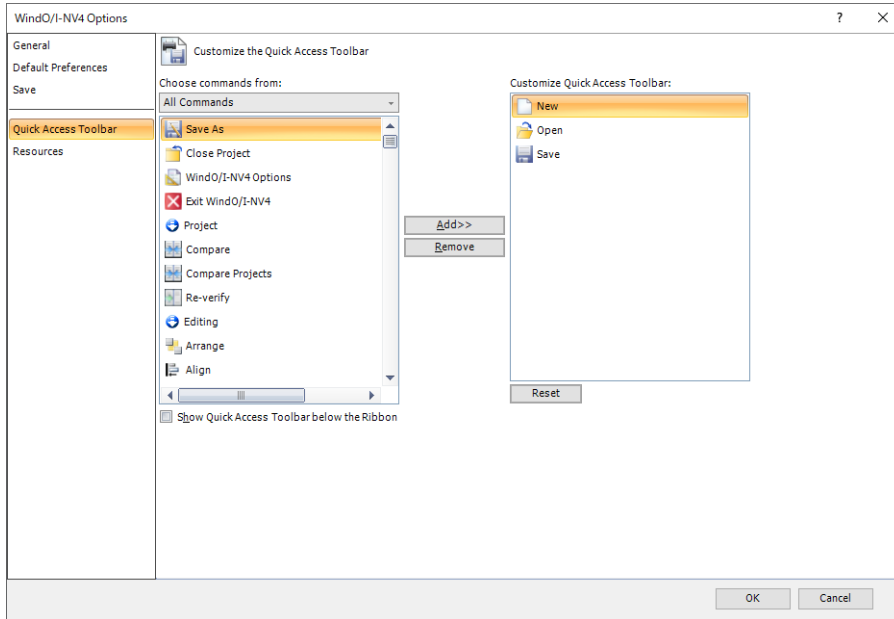 WindO/I-NV4 Options
?
General
Default Preferences
Save
Quick Access Toolbar
Resources
Customize the Quick Access Toolbar
Choose commands from:
All Commands
Save As
Close Project
WindO/I-NV4 Options
Exit WindO/I-NV4
Project
Compare
Compare Projects
Re-verify
Editing
Arrange
Align
Show Quick Access Toolbar below the Ribbon
Add>>
Remove
Customize Quick Access Toolbar:
New
Open
Save
Reset
OK
Cancel